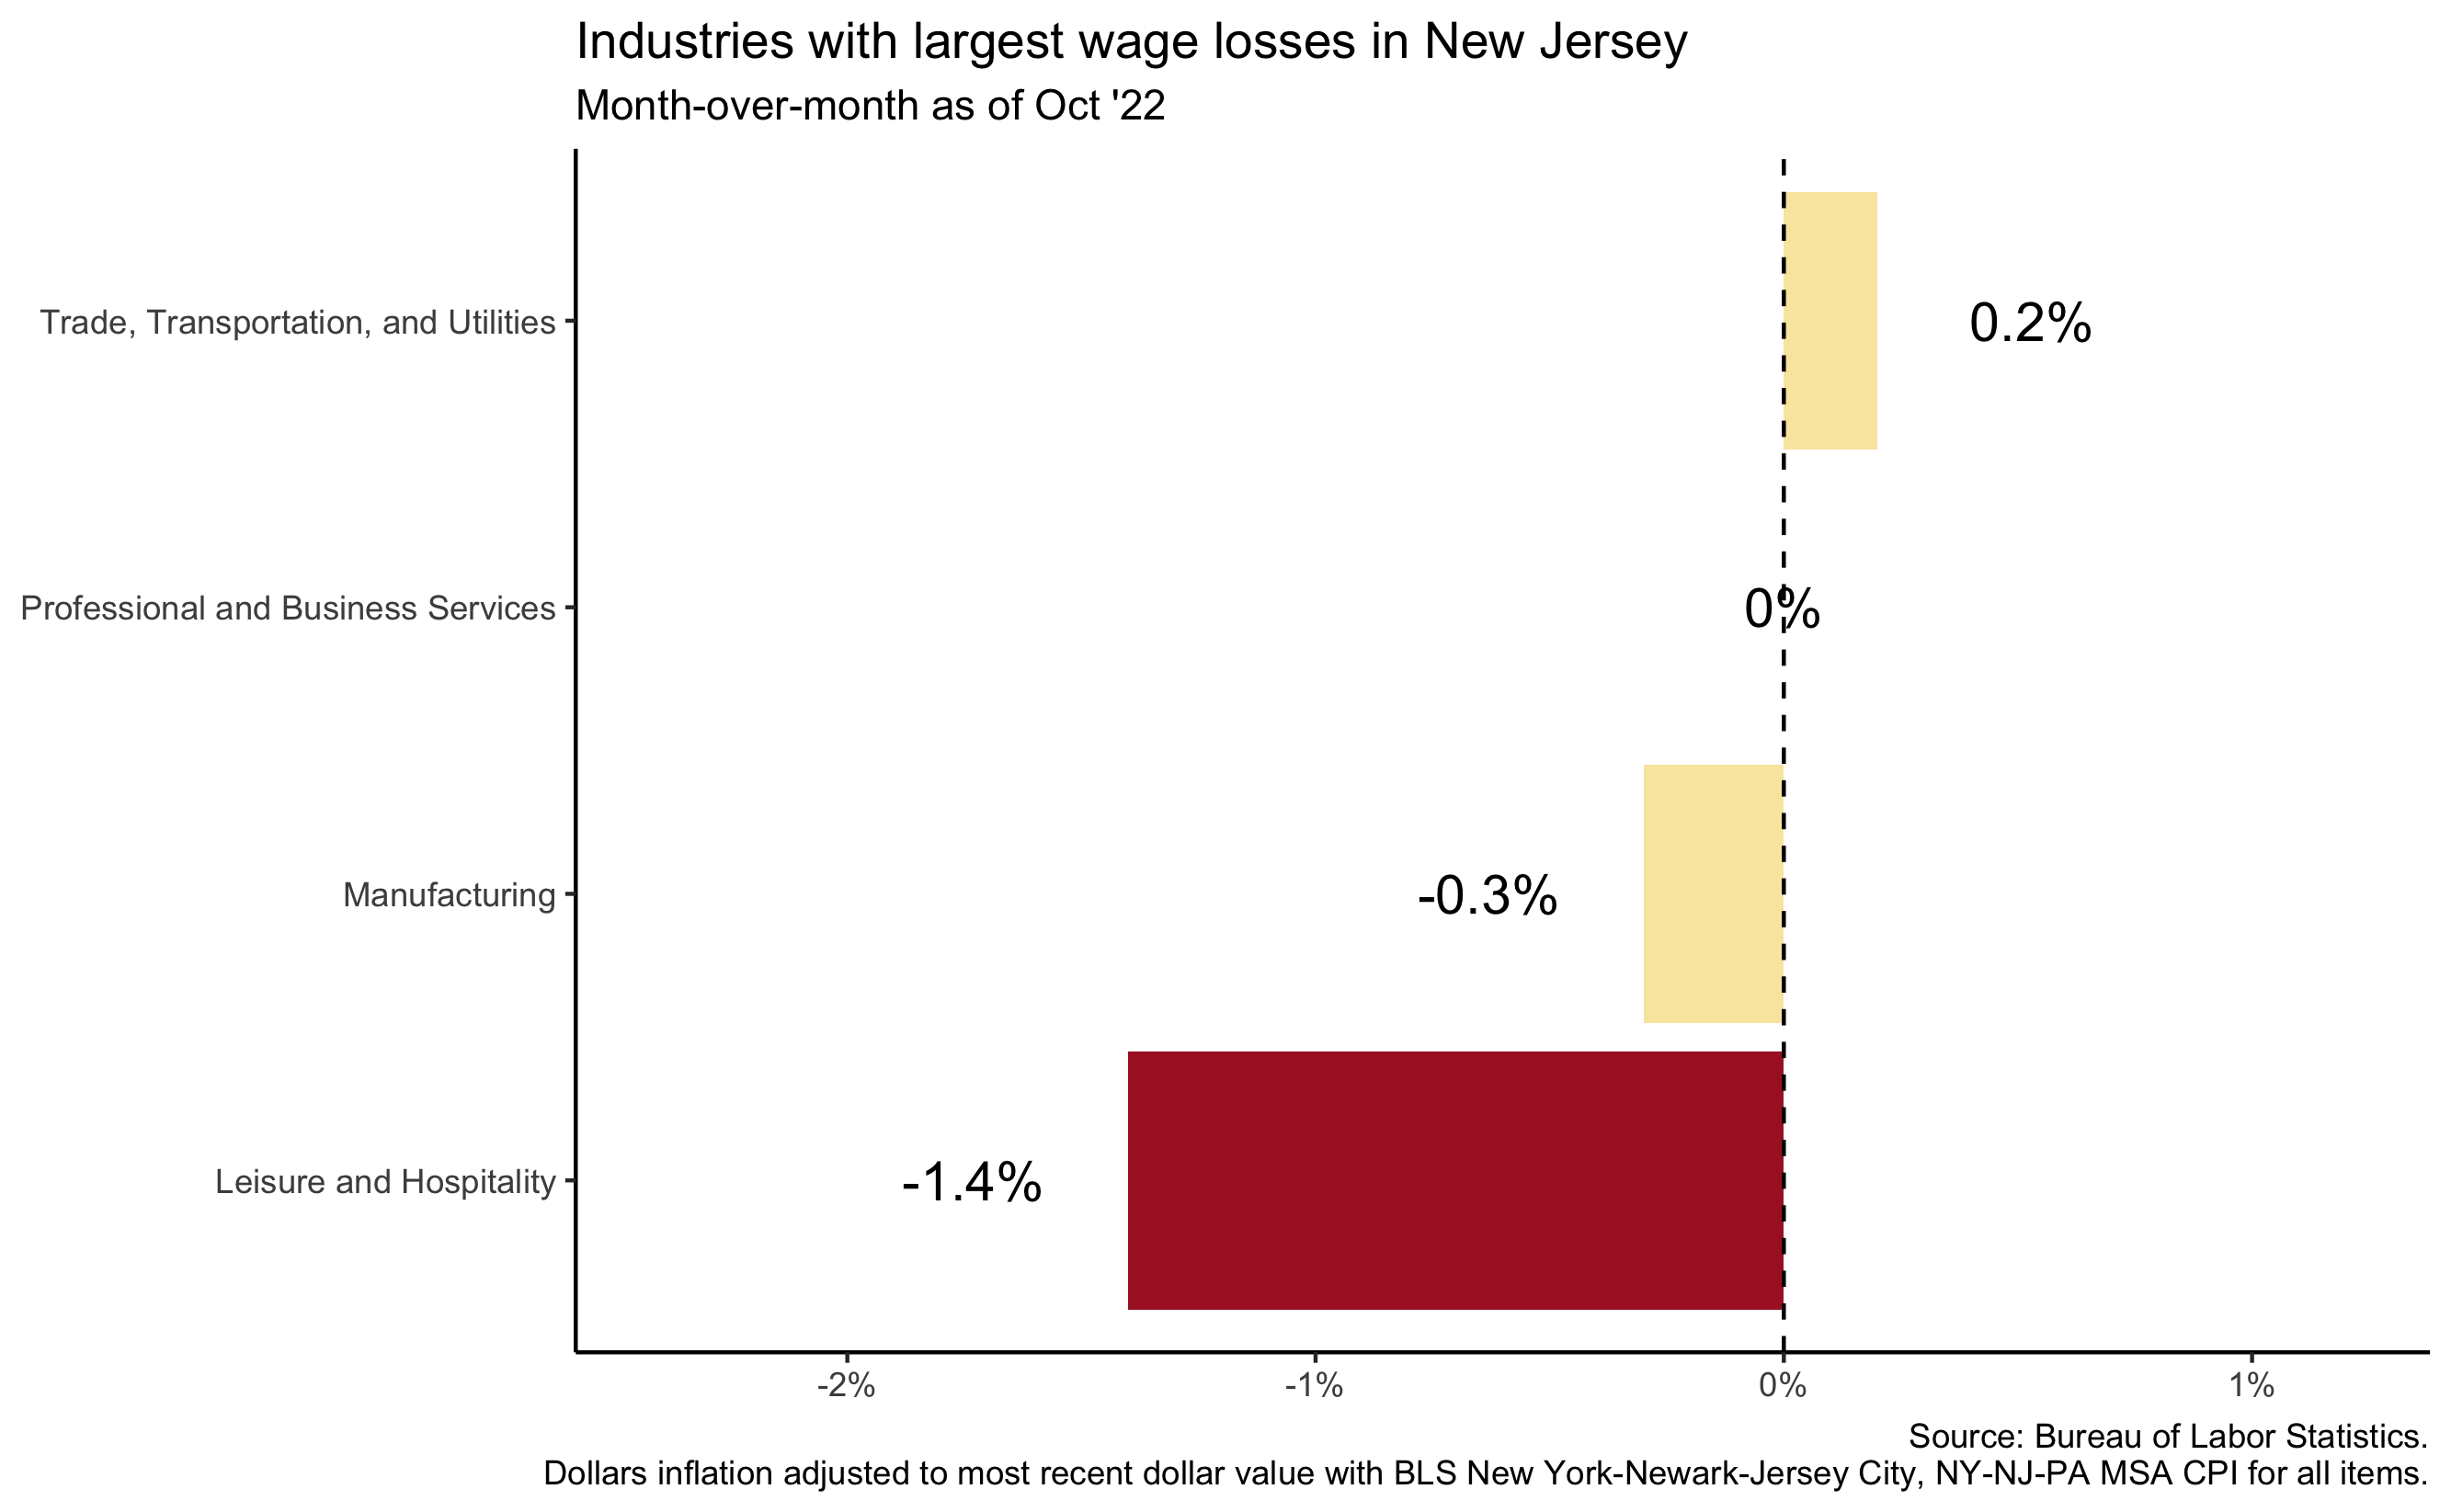 Industries with largest wage losses in New Jersey
Month-over-month as of Oct '22
Trade, Transportation, and Utilities
0.2%
Professional and Business Services
0%
Manufacturing
-0.3%
Leisure and Hospitality
-1.4%
-2%
-1%
0%
1%
Source: Bureau of Labor Statistics.
Dollars inflation adjusted to most recent dollar value with BLS New York-Newark-Jersey City, NY-NJ-PA MSA CPI for all items.